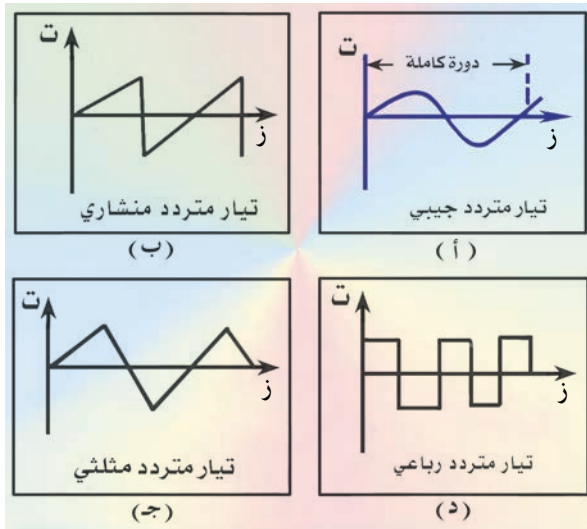 ت
دورة كاملة
ز
تيار متردد جيبي
(أ)
ت
ز
تيار متردد منشاري
(ب)
ت
ز
تيار متردد مثلثي
(جـ)
ت
ز
تيار متردد رباعي
(د)